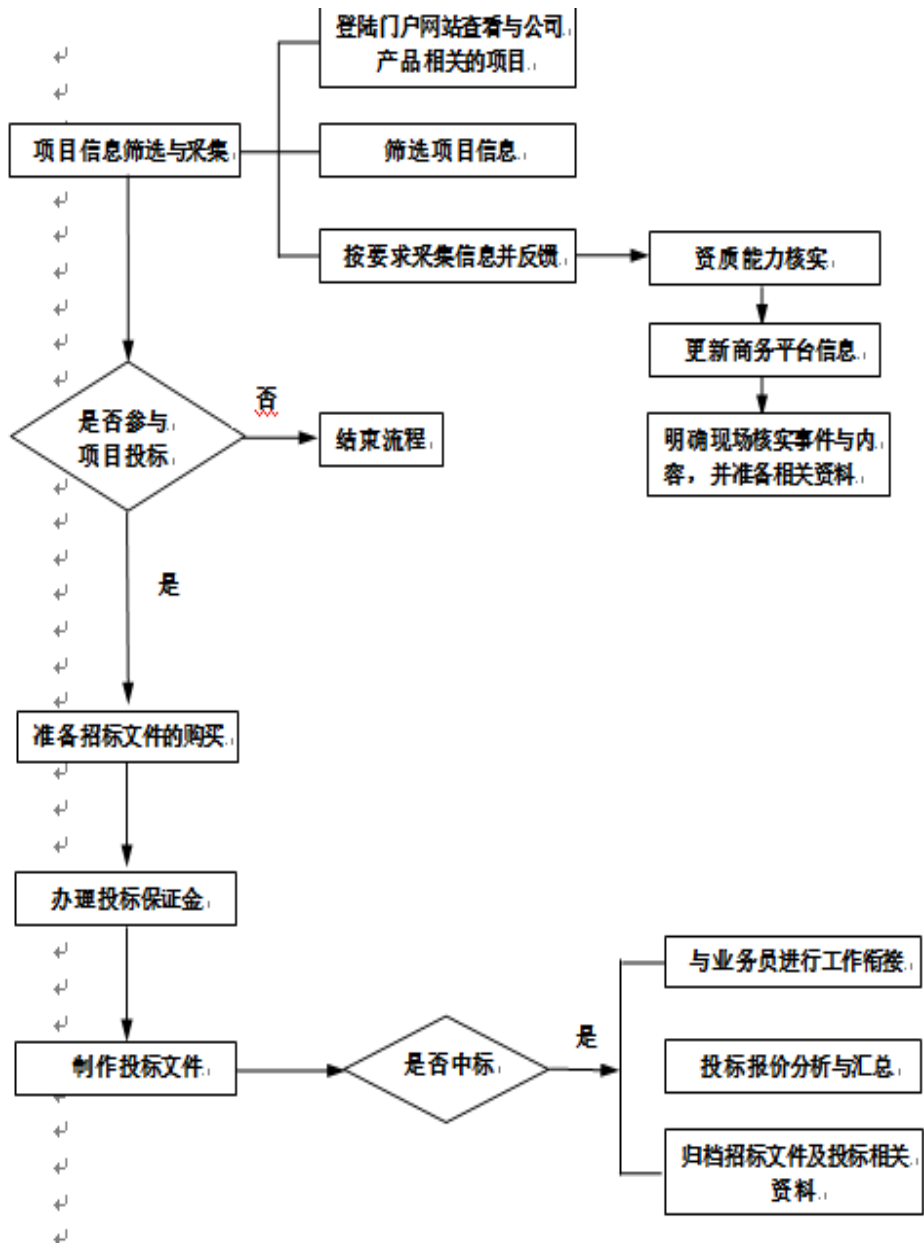 登陆门户网站查看与公司
产品相关的项目
项目信息筛选与采集
筛选项目信息
按要求采集信息并反馈
资质能力核实
更新商务平台信息
明确现场核实事件与内
容，并准备相关资料
是否参与
项目投标
否
结束流程
是
准备招标文件的购买
办理投标保证金
制作投标文件
是否中标
是
与业务员进行工作衔接
投标报价分析与汇总
归档招标文件及投标相关
资料